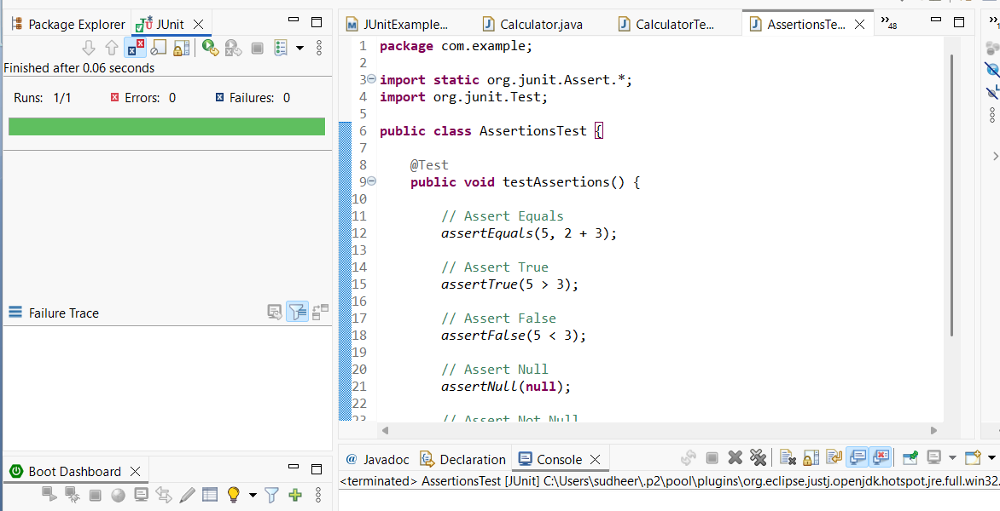 Package Explorer JUnit
Finished after 0.06 seconds
Runs: 1/1 Errors: 0 Failures: 0
Failure Trace
Boot Dashboard
JUnitExample... Calculator.java CalculatorTe... AssertionsTe... »48
1 package com.example;
2
3 import static org.junit.Assert.*;
4 import org.junit.Test;
5
6 public class AssertionsTest {
7
8 @Test
9 public void testAssertions() {
10
11 // Assert Equals
12 assertEquals(5, 2 + 3);
13
14 // Assert True
15 assertTrue(5 > 3);
16
17 // Assert False
18 assertFalse(5 < 3);
19
20 // Assert Null
21 assertNull(null);
22
23 // Assert Not Null
@ Javadoc Declaration Console
<terminated> AssertionsTest [JUnit] C:\Users\sudheer\.p2\pool\plugins\org.eclipse.justj.openjdk.hotspot.jre.full.win32.